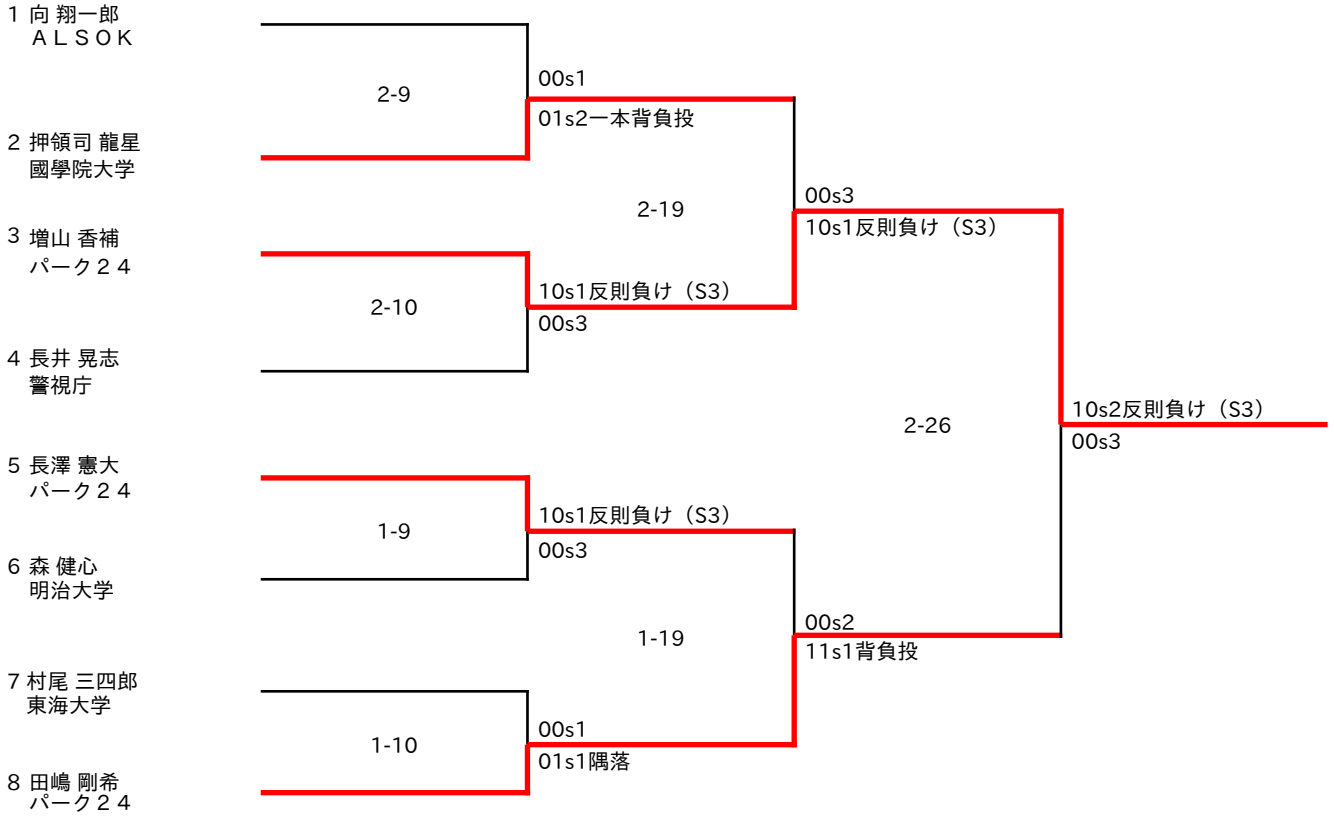 1 向 翔一郎
ＡＬＳＯＫ
2-9
00s1
01s2一本背負投
2 押領司 龍星
國學院大学
2-19
00s3
10s1反則負け（S3）
3 増山 香補
パーク２４
2-10
10s1反則負け（S3）
00s3
4 長井 晃志
警視庁
2-26
10s2反則負け（S3）
00s3
5 長澤 憲大
パーク２４
1-9
10s1反則負け（S3）
00s3
6 森 健心
明治大学
1-19
00s2
11s1背負投
7 村尾 三四郎
東海大学
1-10
00s1
01s1隅落
8 田嶋 剛希
パーク２４